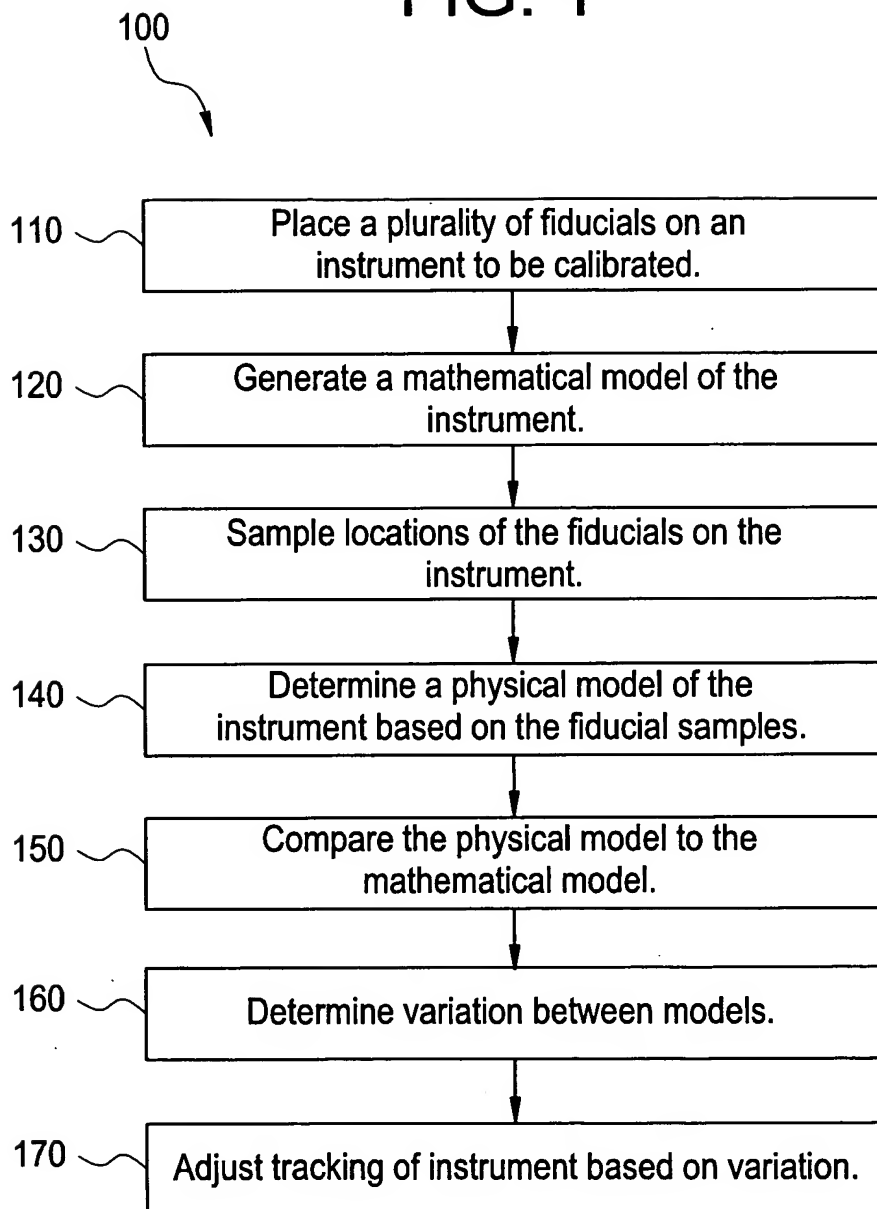 FIG. 1
100
110
Place a plurality of fiducials on an
instrument to be calibrated.
120
Generate a mathematical model of the
instrument.
130
Sample locations of the fiducials on the
instrument.
140
Determine a physical model of the
instrument based on the fiducial samples.
150
Compare the physical model to the
mathematical model.
160
Determine variation between models.
170
Adjust tracking of instrument based on variation.